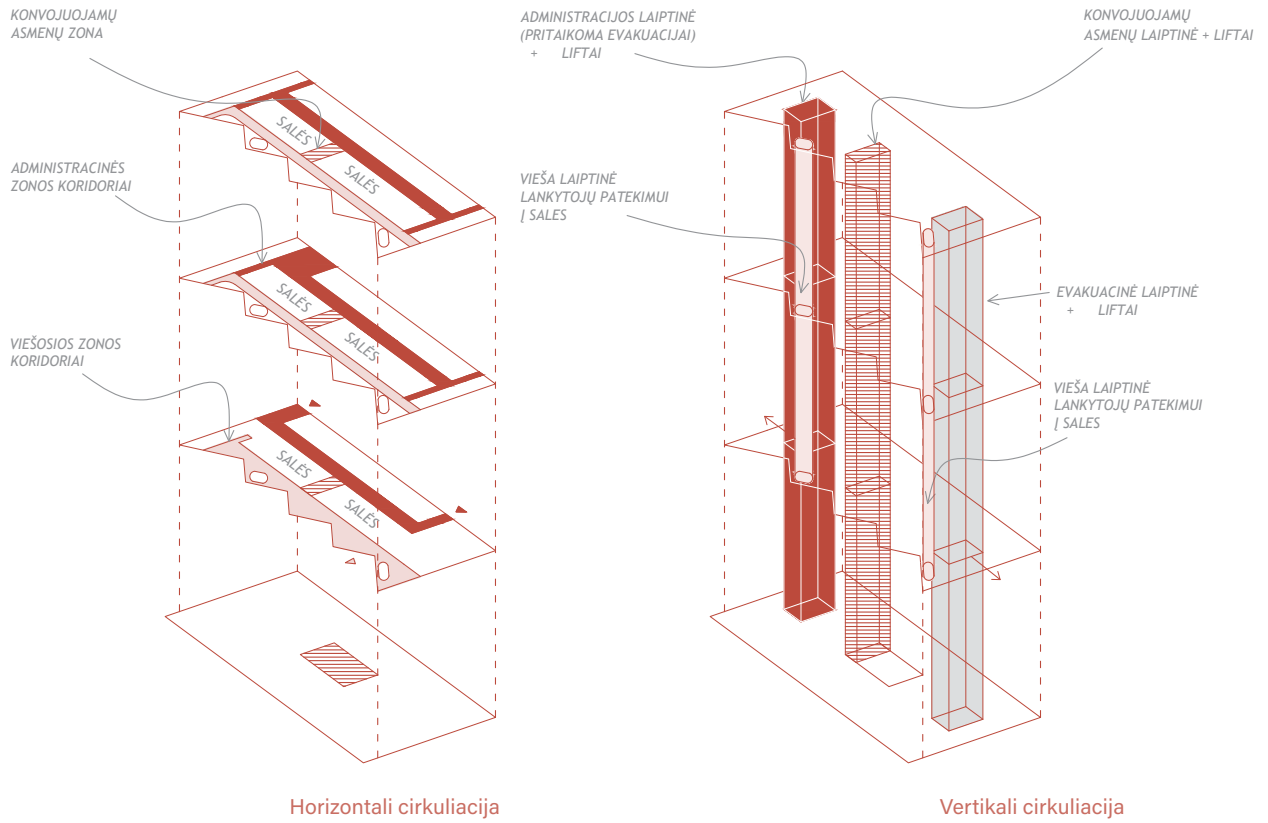 KONVOJUOJAMŲ
ASMENŲ ZONA
ADMINISTRACINĖS
ZONOS KORIDORIAI
VIEŠOSIOS ZONOS
KORIDORIAI
SALĖS
SALĖS
SALĖS
SALĖS
SALĖS
SALĖS
Horizontali cirkuliacija
ADMINISTRACIJOS LAIPTINĖ
(PRITAIKOMA EVAKUACIJAI)
+ LIFTAI
KONVOJUOJAMŲ
ASMENŲ LAIPTINĖ + LIFTAI
VIEŠA LAIPTINĖ
LANKYTOJŲ PATEKIMUI
Į SALES
EVAKUACINĖ LAIPTINĖ
+ LIFTAI
VIEŠA LAIPTINĖ
LANKYTOJŲ PATEKIMUI
Į SALES
Vertikali cirkuliacija